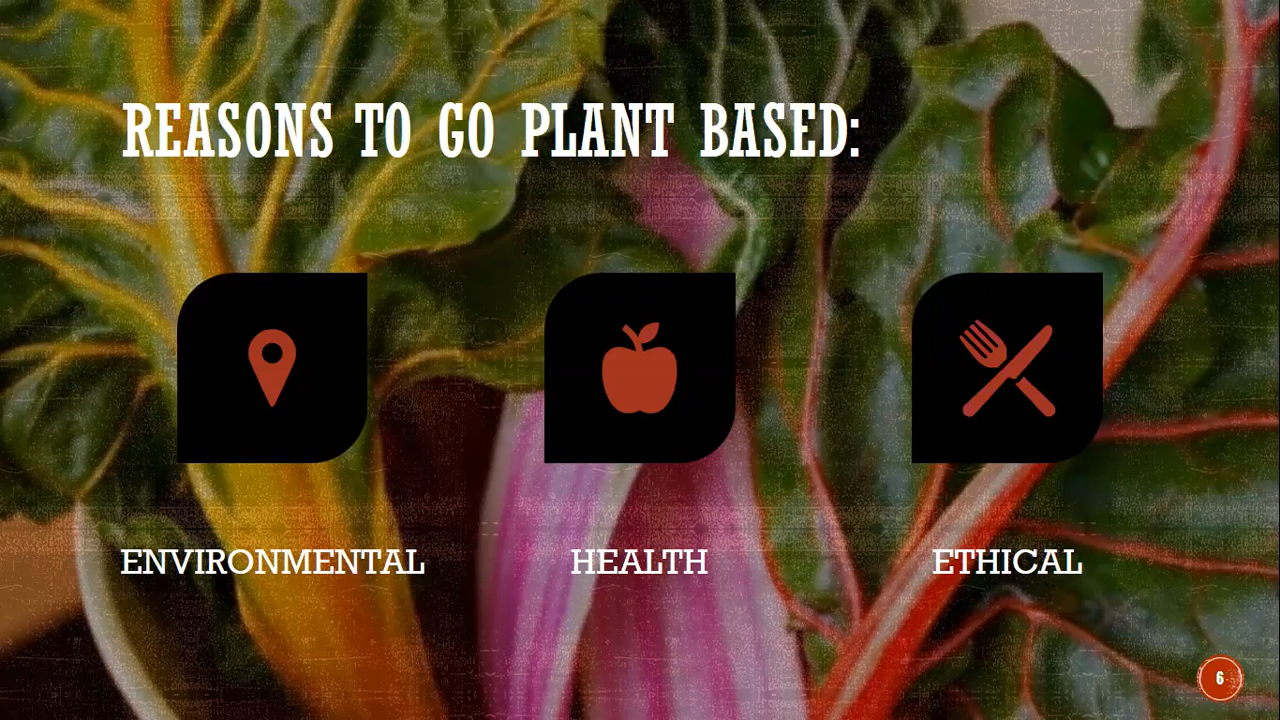 REASONS TO GO PLANT BASED:
ENVIRONMENTAL
HEALTH
ETHICAL
6